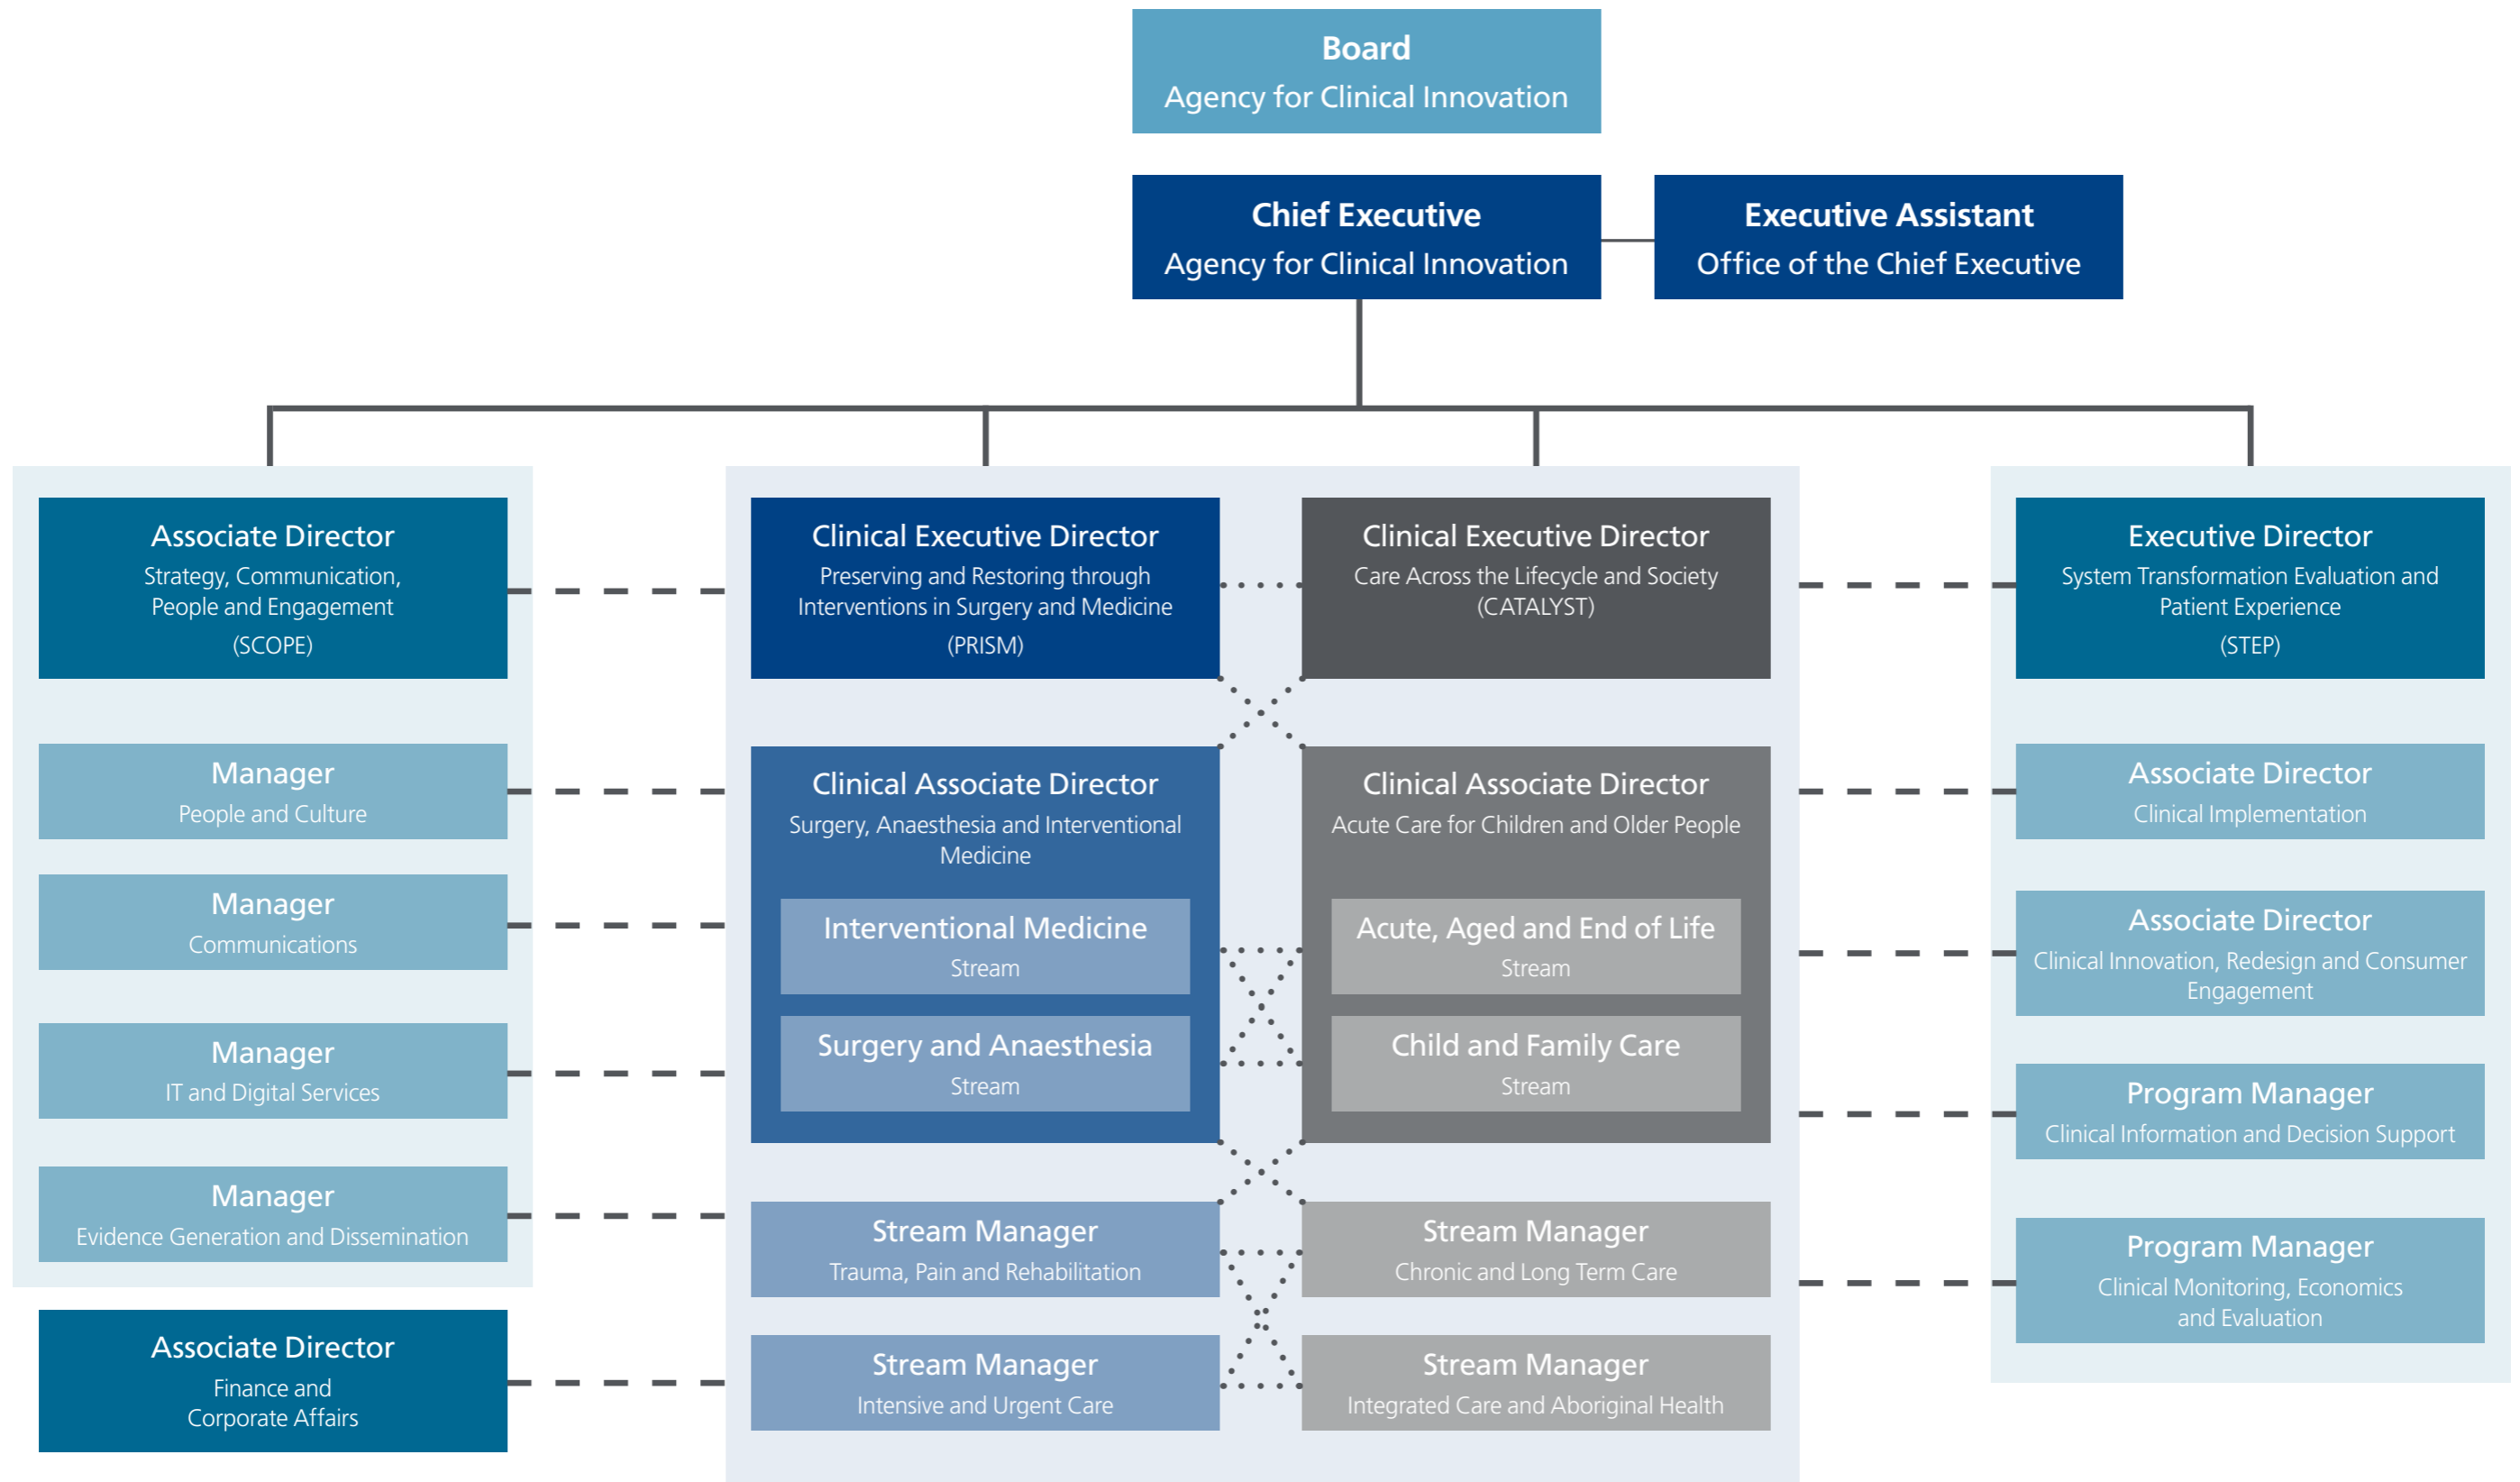 Board
Agency for Clinical Innovation
Chief Executive
Agency for Clinical Innovation
Executive Assistant
Office of the Chief Executive
Associate Director
Strategy, Communication,
People and Engagement
(SCOPE)
Manager
People and Culture
Manager
Communications
Manager
IT and Digital Services
Manager
Evidence Generation and Dissemination
Associate Director
Finance and
Corporate Affairs
Clinical Executive Director
Preserving and Restoring through
Interventions in Surgery and Medicine
(PRISM)
Clinical Associate Director
Surgery, Anaesthesia and Interventional
Medicine
Interventional Medicine
Stream
Surgery and Anaesthesia
Stream
Stream Manager
Trauma, Pain and Rehabilitation
Stream Manager
Intensive and Urgent Care
Clinical Executive Director
Care Across the Lifecycle and Society
(CATALYST)
Clinical Associate Director
Acute Care for Children and Older People
Acute, Aged and End of Life
Stream
Child and Family Care
Stream
Stream Manager
Chronic and Long Term Care
Stream Manager
Integrated Care and Aboriginal Health
Executive Director
System Transformation Evaluation and
Patient Experience
(STEP)
Associate Director
Clinical Implementation
Associate Director
Clinical Innovation, Redesign and Consumer
Engagement
Program Manager
Clinical Information and Decision Support
Program Manager
Clinical Monitoring, Economics
and Evaluation